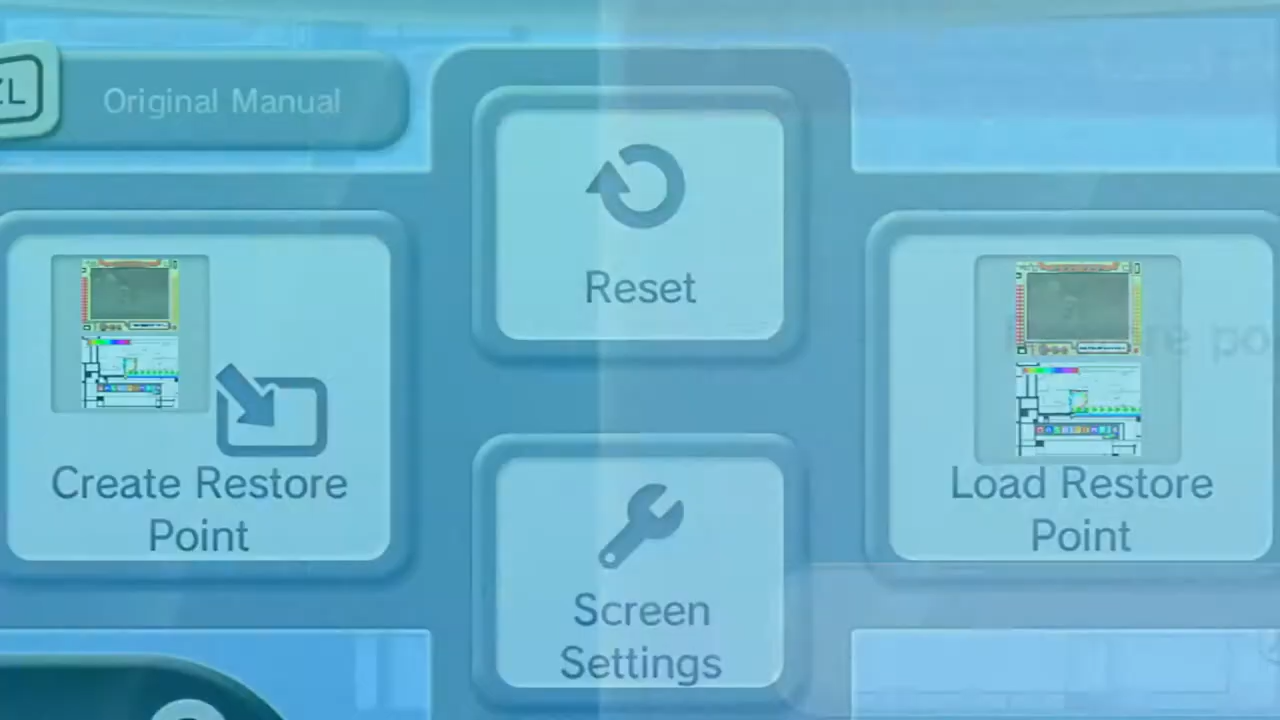 ZL
Original Manual
Reset
Create Restore
Point
Load Restore
Point
Screen
Settings